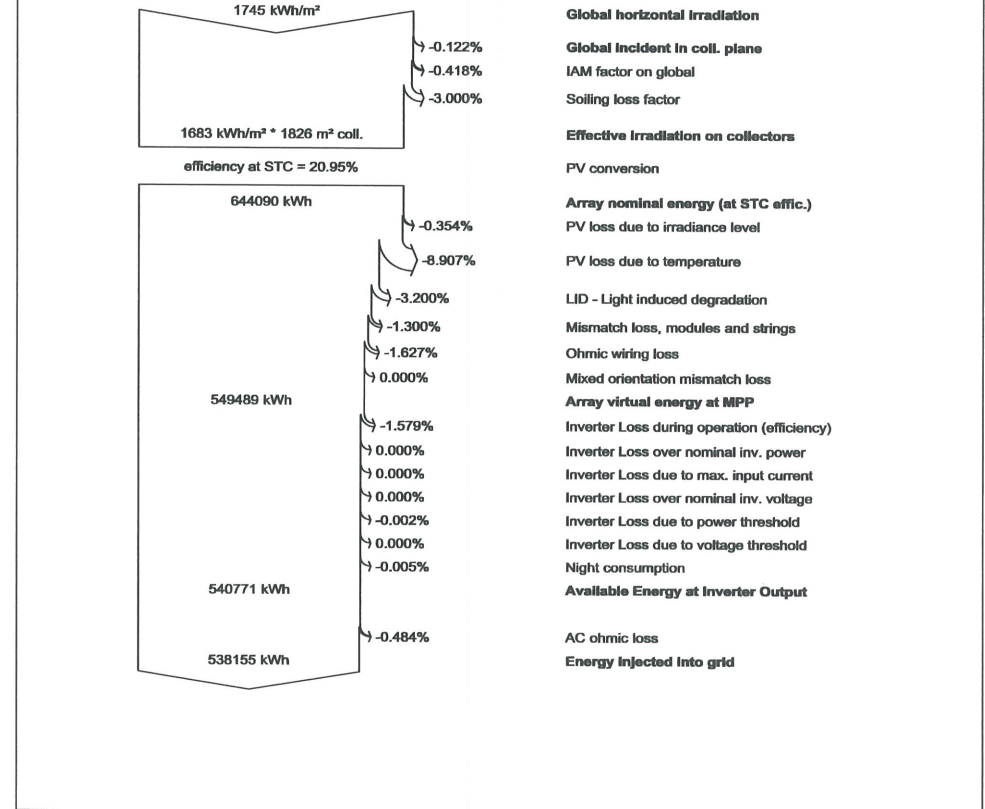 1745 kWh/m² Global horizontal irradiation
-0.122% Global incident in coll. plane
-0.418% IAM factor on global
-3.000% Soiling loss factor
1683 kWh/m² * 1826 m² coll. Effective irradiation on collectors
efficiency at STC = 20.95% PV conversion
644090 kWh Array nominal energy (at STC effic.)
-0.354% PV loss due to irradiance level
-8.907% PV loss due to temperature
-3.200% LID - Light induced degradation
-1.300% Mismatch loss, modules and strings
-1.627% Ohmic wiring loss
0.000% Mixed orientation mismatch loss
549489 kWh Array virtual energy at MPP
-1.579% Inverter Loss during operation (efficiency)
0.000% Inverter Loss over nominal inv. power
0.000% Inverter Loss due to max. input current
0.000% Inverter Loss over nominal inv. voltage
-0.002% Inverter Loss due to power threshold
0.000% Inverter Loss due to voltage threshold
-0.005% Night consumption
540771 kWh Available Energy at Inverter Output
-0.484% AC ohmic loss
538155 kWh Energy injected into grid